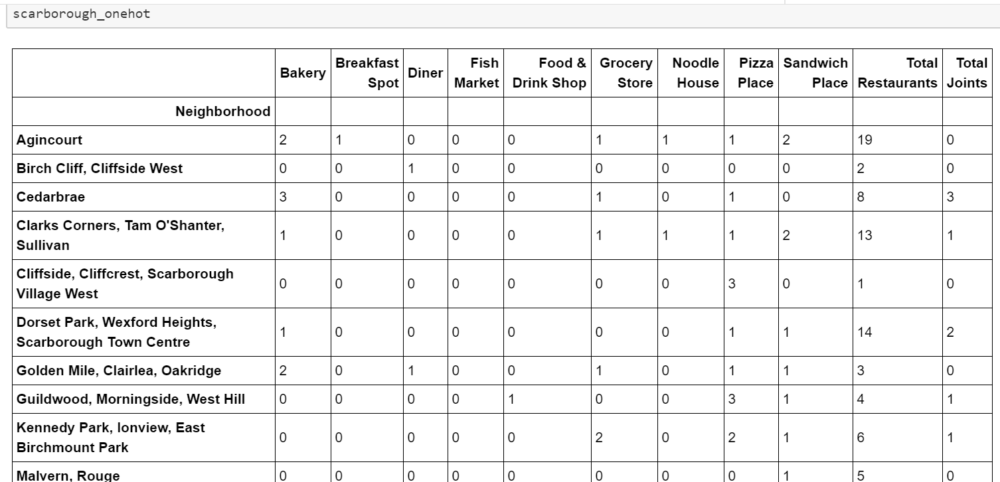 scarborough_onehot
Bakery Breakfast Spot Diner Fish Market Food & Drink Shop Grocery Store Noodle House Pizza Place Sandwich Place Total Restaurants Total Joints
Neighborhood
Agincourt 2 1 0 0 0 1 1 1 2 19 0
Birch Cliff, Cliffside West 0 0 1 0 0 0 0 0 0 2 0
Cedarbrae 3 0 0 0 0 1 0 1 0 8 3
Clarks Corners, Tam O'Shanter,
Sullivan 1 0 0 0 0 1 1 1 2 13 1
Cliffside, Cliffcrest, Scarborough
Village West 0 0 0 0 0 0 0 3 0 1 0
Dorset Park, Wexford Heights,
Scarborough Town Centre 1 0 0 0 0 0 0 1 1 14 2
Golden Mile, Clairlea, Oakridge 2 0 1 0 0 1 0 1 1 3 0
Guildwood, Morningside, West Hill 0 0 0 0 1 0 0 3 1 4 1
Kennedy Park, Ionview, East
Birchmount Park 0 0 0 0 0 2 0 2 1 6 1
Malvern, Rouge 0 0 0 0 0 0 0 0 1 5 0